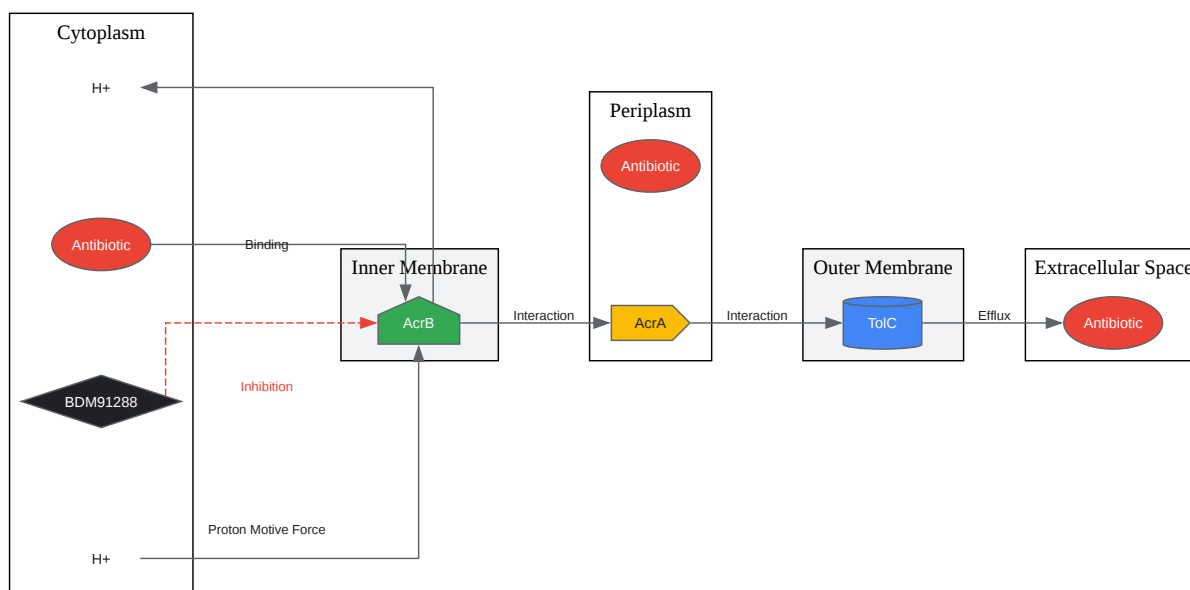 Cytoplasm
H+
Antibiotic
BDM91288
H+
Binding
Inhibition
Proton Motive Force
Inner Membrane
AcrB
Interaction
Periplasm
Antibiotic
AcrA
Interaction
Outer Membrane
TolC
Efflux
Extracellular Space
Antibiotic